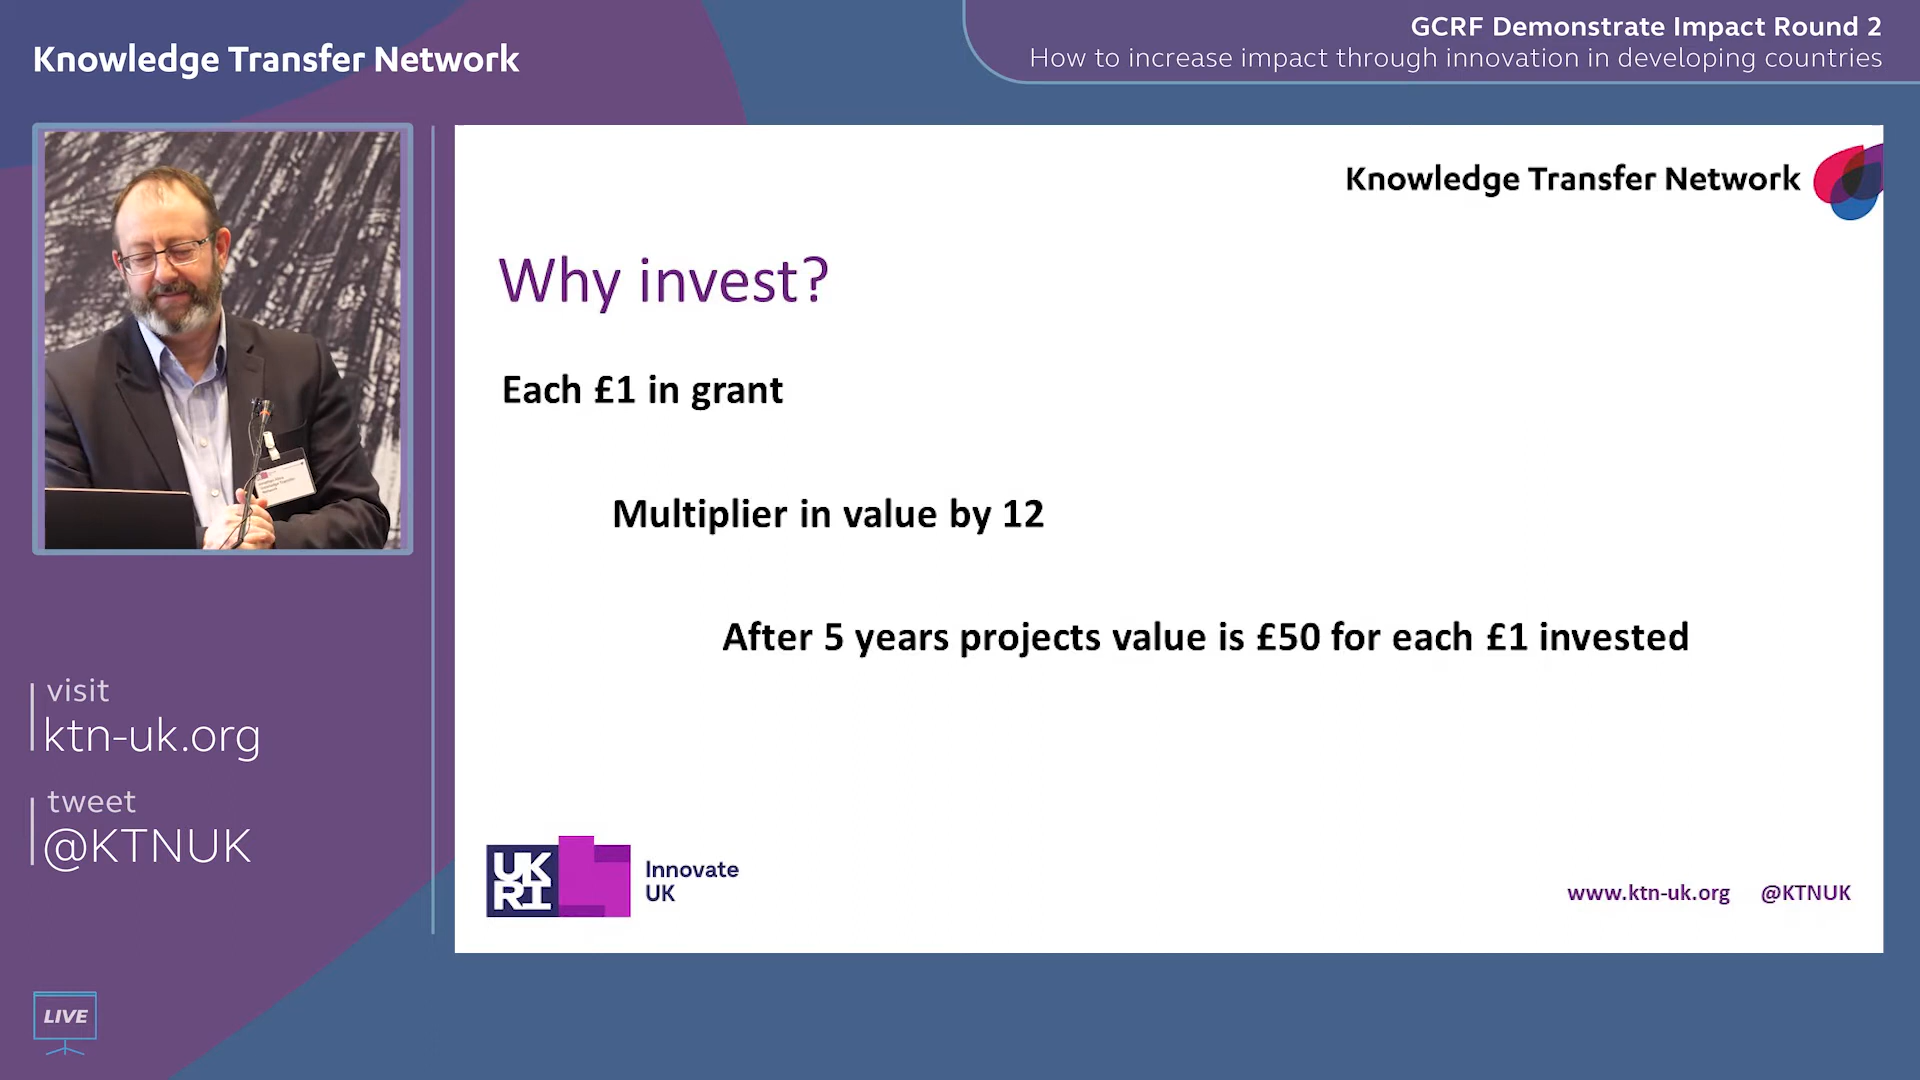 Knowledge Transfer Network
GCRF Demonstrate Impact Round 2
How to increase impact through innovation in developing countries
Knowledge Transfer Network
Why invest?
Each £1 in grant
Multiplier in value by 12
After 5 years projects value is £50 for each £1 invested
visit
ktn-uk.org
tweet
@KTNUK
UK
RI
Innovate
UK
www.ktn-uk.org @KTNUK
LIVE